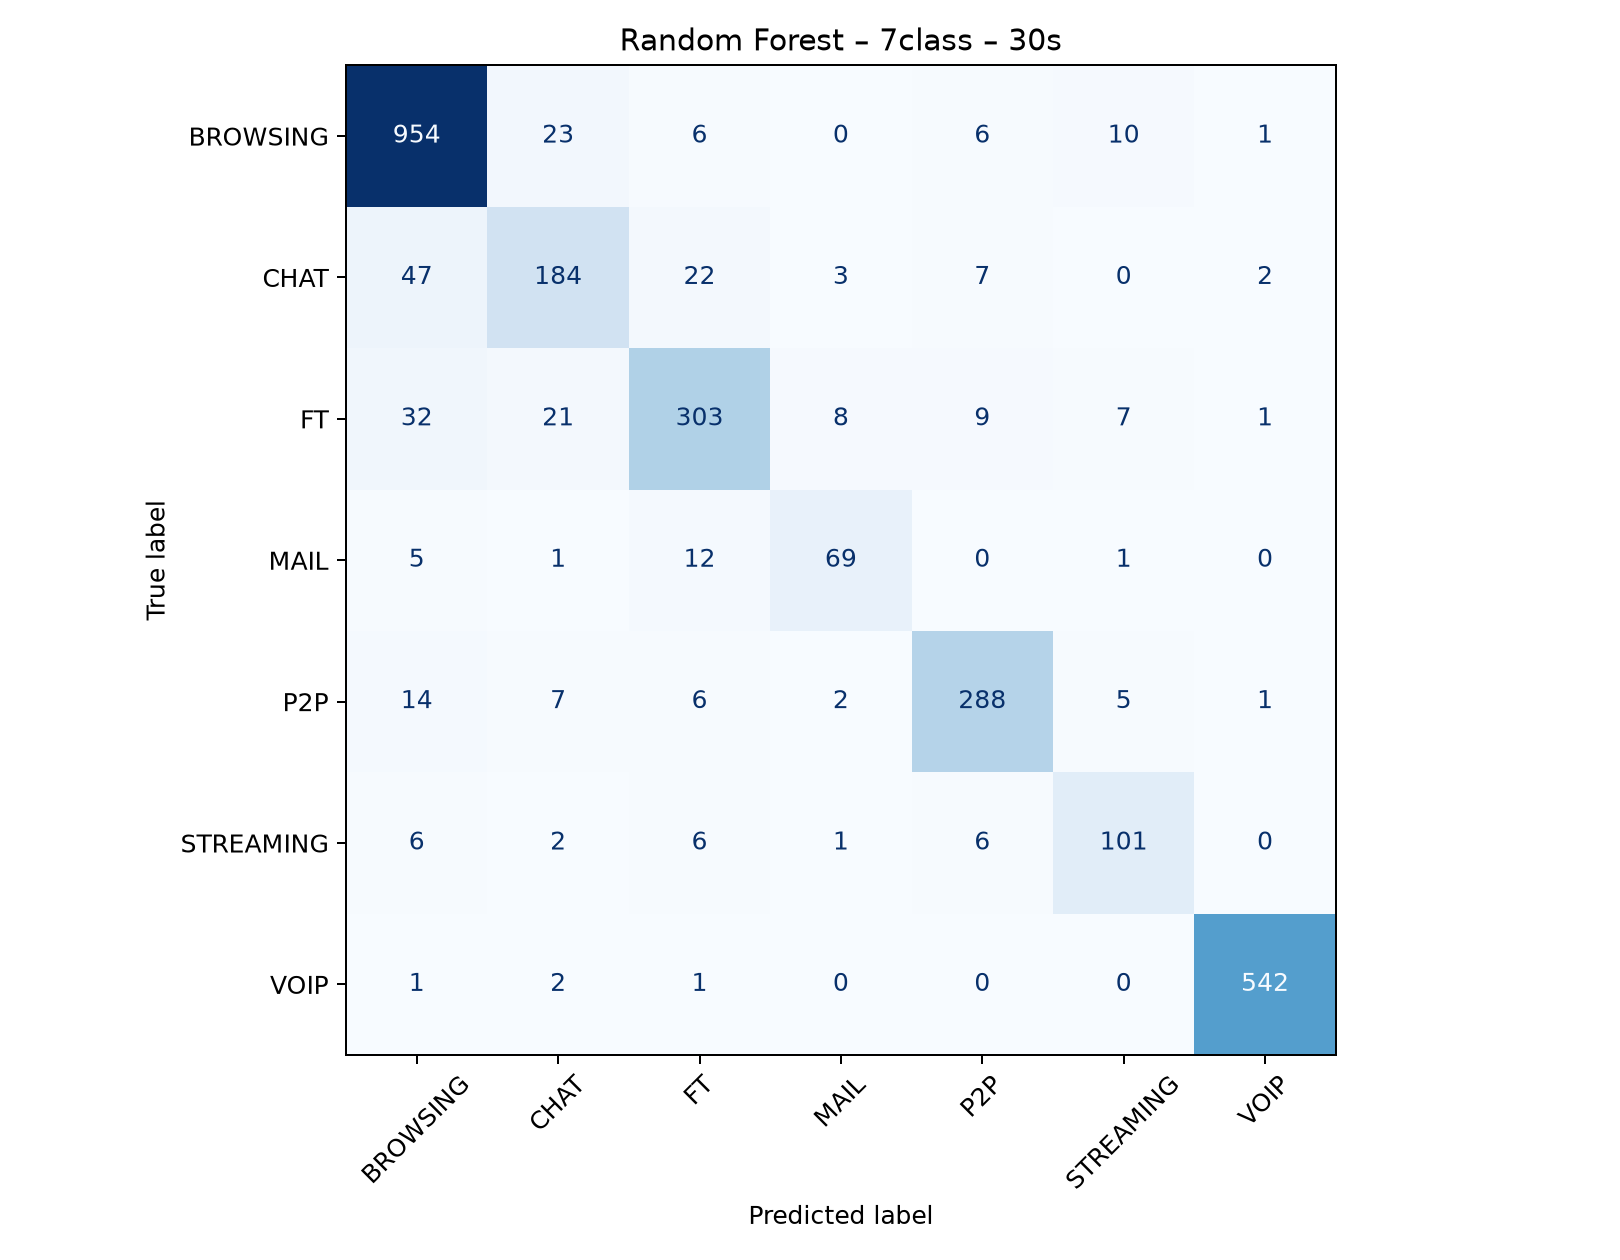 Random Forest – 7class – 30s
BROWSING 954 23 6 0 6 10 1
CHAT 47 184 22 3 7 0 2
FT 32 21 303 8 9 7 1
True label
MAIL 5 1 12 69 0 1 0
P2P 14 7 6 2 288 5 1
STREAMING 6 2 6 1 6 101 0
VOIP 1 2 1 0 0 0 542
BROWSING CHAT FT MAIL P2P STREAMING VOIP
Predicted label